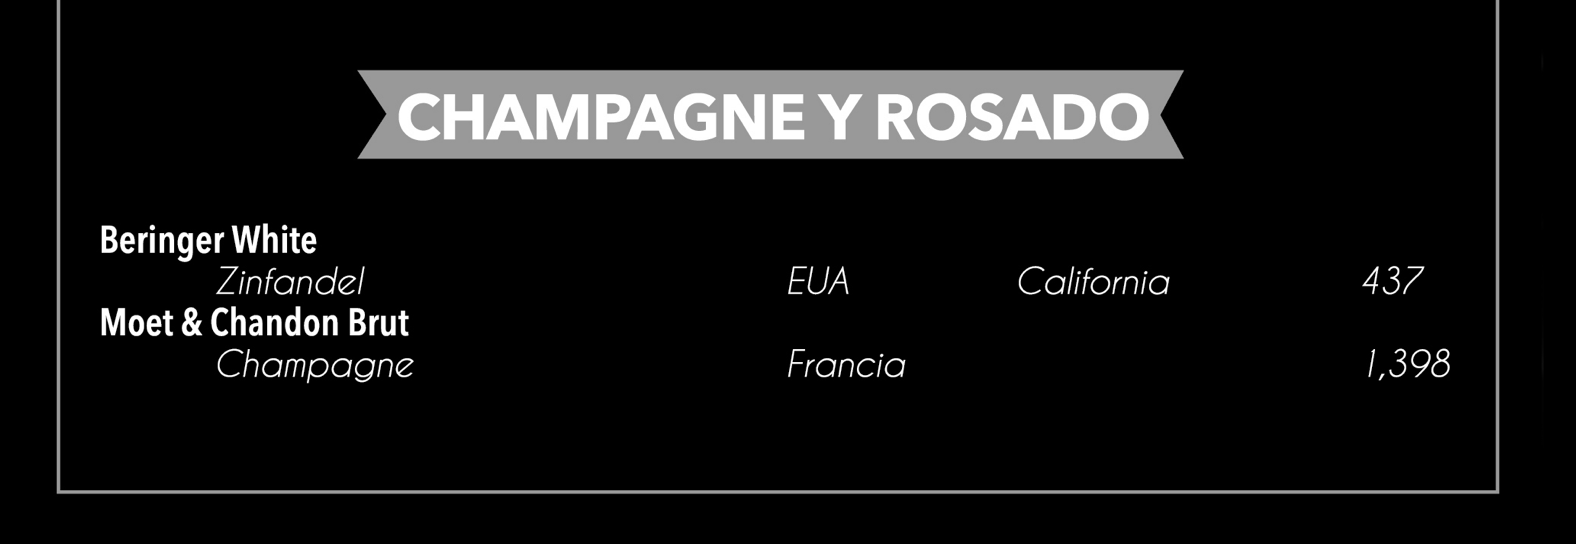 CHAMPAGNE Y ROSADO
Beringer White
Zinfandel EUA California 437
Moet & Chandon Brut
Champagne Francia 1,398